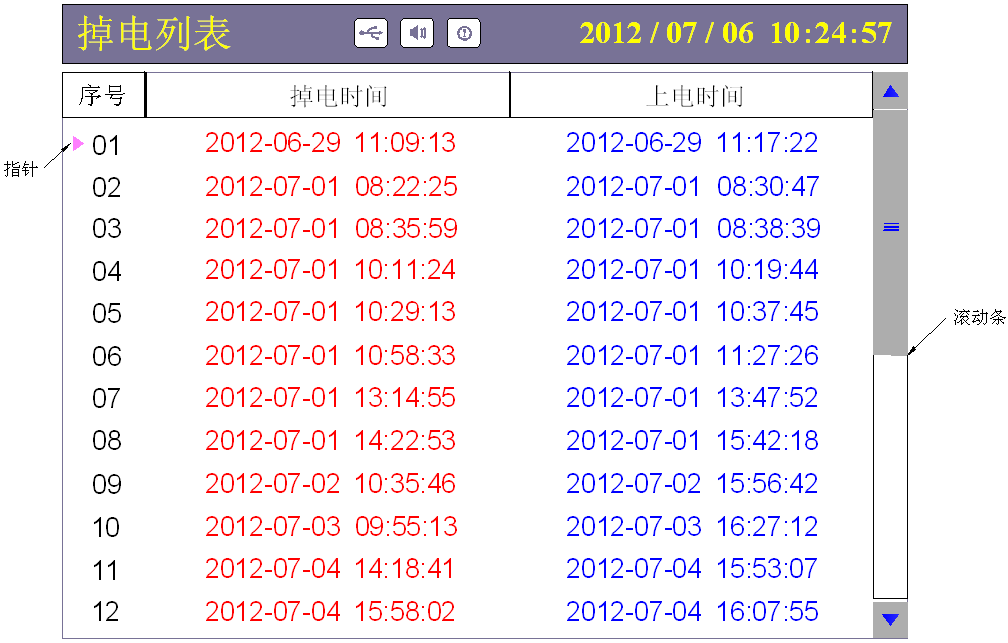 掉电列表 2012 / 07 / 06 10:24:57
序号 掉电时间 上电时间
01 2012-06-29 11:09:13 2012-06-29 11:17:22
指针
02 2012-07-01 08:22:25 2012-07-01 08:30:47
03 2012-07-01 08:35:59 2012-07-01 08:38:39
04 2012-07-01 10:11:24 2012-07-01 10:19:44
05 2012-07-01 10:29:13 2012-07-01 10:37:45
滚动条
06 2012-07-01 10:58:33 2012-07-01 11:27:26
07 2012-07-01 13:14:55 2012-07-01 13:47:52
08 2012-07-01 14:22:53 2012-07-01 15:42:18
09 2012-07-02 10:35:46 2012-07-02 15:56:42
10 2012-07-03 09:55:13 2012-07-03 16:27:12
11 2012-07-04 14:18:41 2012-07-04 15:53:07
12 2012-07-04 15:58:02 2012-07-04 16:07:55